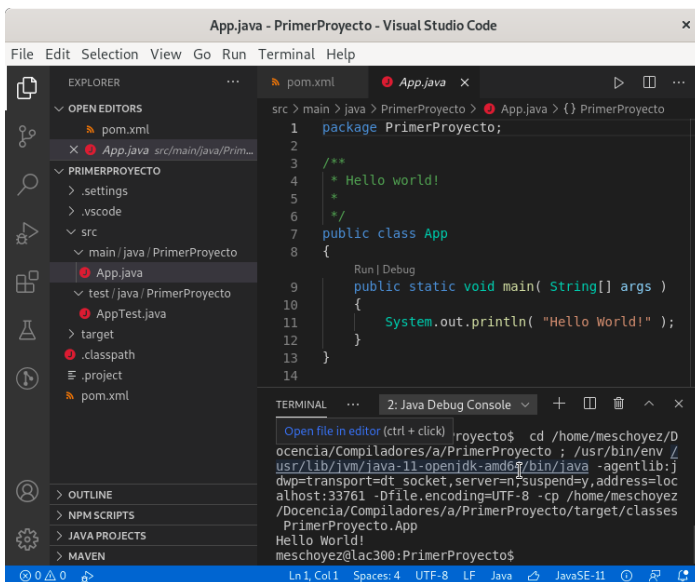 App.java - PrimerProyecto - Visual Studio Code ×
File Edit Selection View Go Run Terminal Help
EXPLORER ···
OPEN EDITORS
pom.xml
× App.java src/main/java/Prim...
PRIMERPROYECTO
> .settings
> .vscode
src
main / java / PrimerProyecto
App.java
test / java / PrimerProyecto
AppTest.java
> target
.classpath
.project
pom.xml
> OUTLINE
> NPM SCRIPTS
> JAVA PROJECTS
> MAVEN
pom.xml App.java ×
src > main > java > PrimerProyecto > App.java > {} PrimerProyecto
1 package PrimerProyecto;
2
3 /**
4 * Hello world!
5 *
6 */
7 public class App
8 {
Run | Debug
9 public static void main( String[] args )
10 {
11 System.out.println( "Hello World!" );
12 }
13 }
14
TERMINAL ··· 2: Java Debug Console
Open file in editor (ctrl + click)
royecto$ cd /home/meschoyez/D
ocencia/Compiladores/a/PrimerProyecto ; /usr/bin/env /
usr/lib/jvm/java-11-openjdk-amd64/bin/java -agentlib:j
dwp=transport=dt_socket,server=n,suspend=y,address=loc
alhost:33761 -Dfile.encoding=UTF-8 -cp /home/meschoyez
/Docencia/Compiladores/a/PrimerProyecto/target/classes
PrimerProyecto.App
Hello World!
meschoyez@lac300:PrimerProyecto$
0 0 Ln 1, Col 1 Spaces: 4 UTF-8 LF Java JavaSE-11